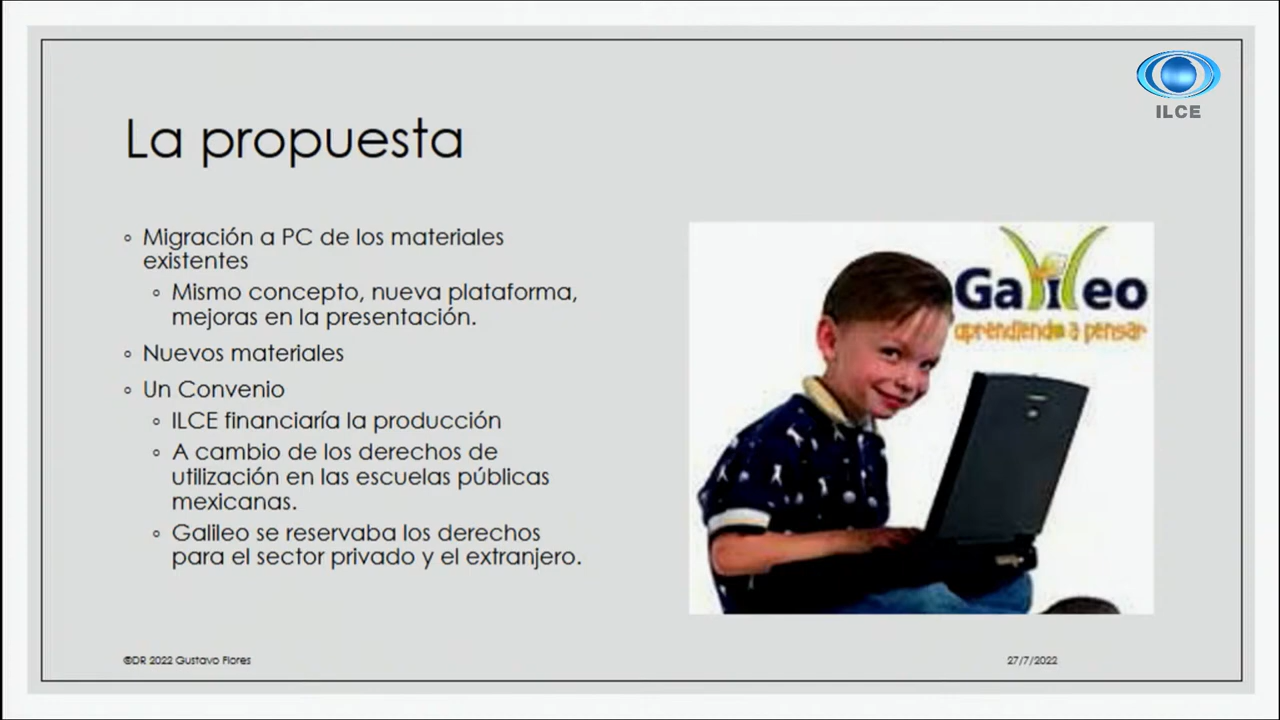 ILCE
La propuesta
◦ Migración a PC de los materiales
existentes
◦ Mismo concepto, nueva plataforma,
mejoras en la presentación.
◦ Nuevos materiales
◦ Un Convenio
◦ ILCE financiaría la producción
◦ A cambio de los derechos de
utilización en las escuelas públicas
mexicanas.
◦ Galileo se reservaba los derechos
para el sector privado y el extranjero.
Galileo
aprendiendo a pensar
©DR 2022 Gustavo Flores
27/7/2022